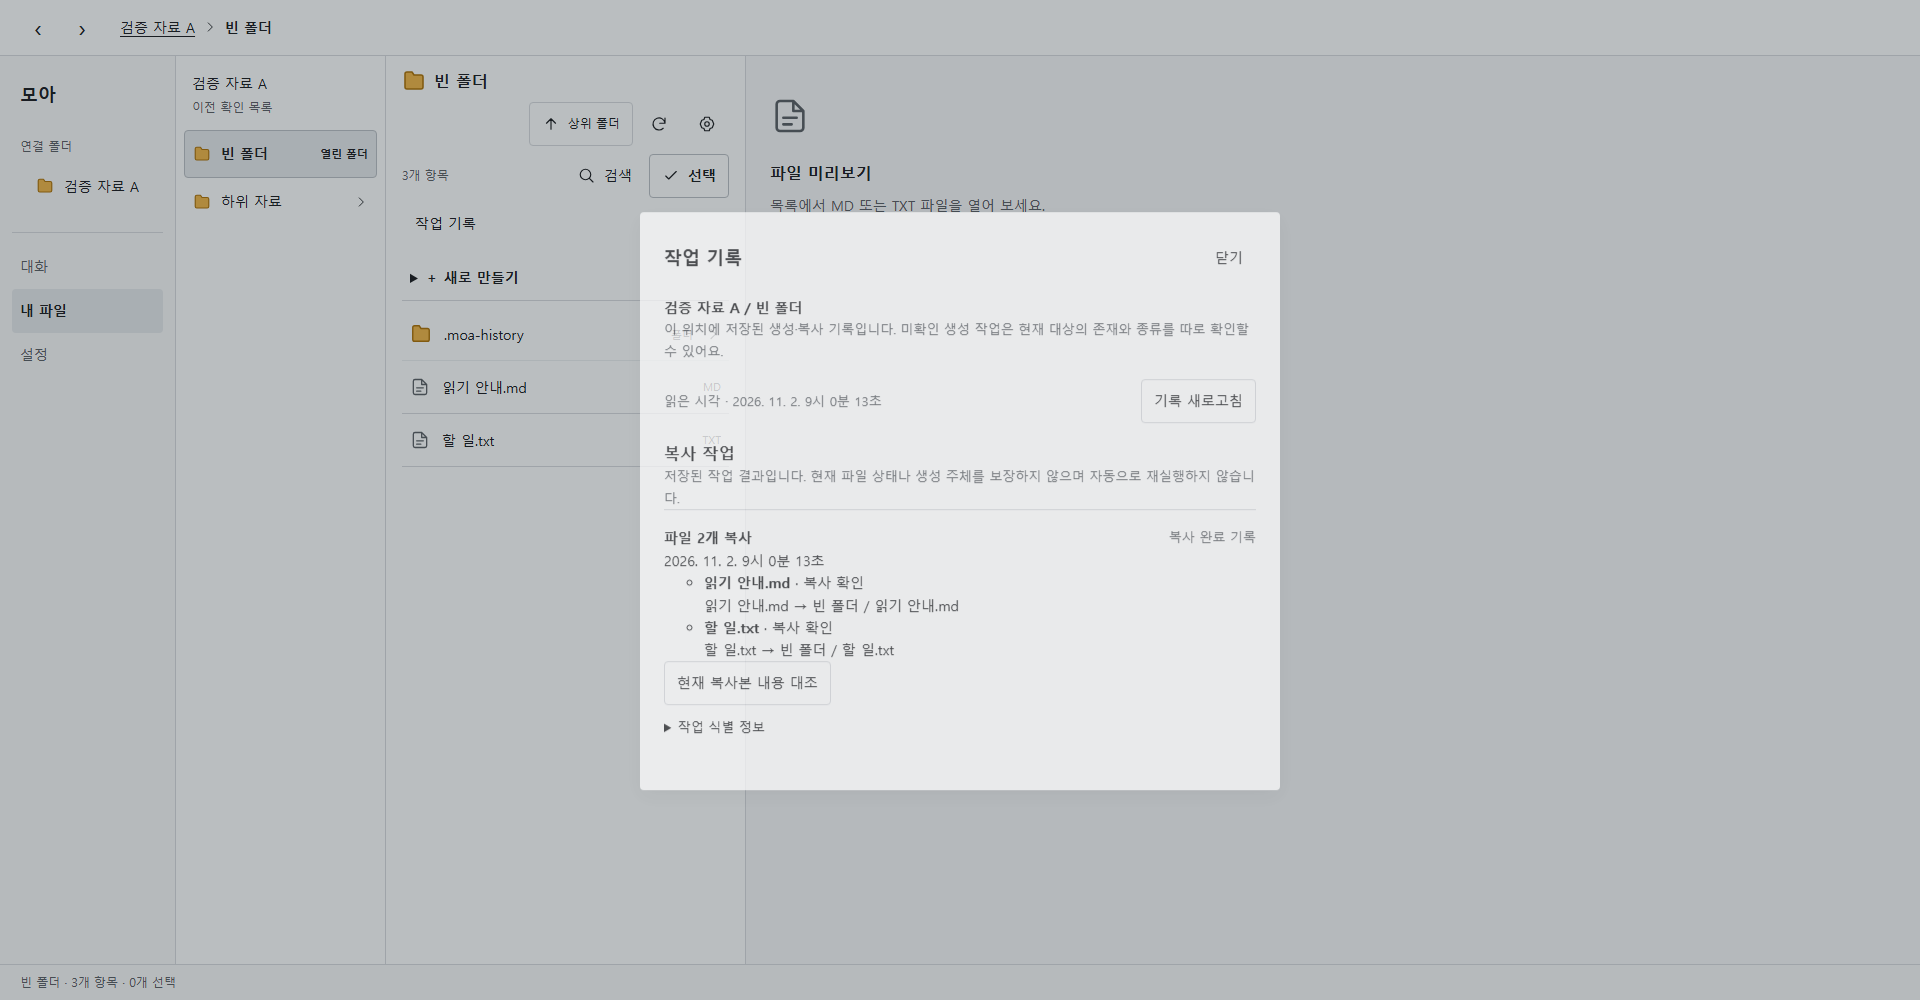 검증 자료 A > 빈 폴더
모아
연결 폴더
검증 자료 A
대화
내 파일
설정
검증 자료 A
이전 확인 목록
빈 폴더 열린 폴더
하위 자료
빈 폴더
상위 폴더
3개 항목 검색 선택
작업 기록
+ 새로 만들기
.moa-history
읽기 안내.md MD
할 일.txt TXT
파일 미리보기
목록에서 MD 또는 TXT 파일을 열어 보세요.
작업 기록 닫기
검증 자료 A / 빈 폴더
이 위치에 저장된 생성·복사 기록입니다. 미확인 생성 작업은 현재 대상의 존재와 종류를 따로 확인할
수 있어요.
읽은 시각 · 2026. 11. 2. 9시 0분 13초 기록 새로고침
복사 작업
저장된 작업 결과입니다. 현재 파일 상태나 생성 주체를 보장하지 않으며 자동으로 재실행하지 않습니
다.
파일 2개 복사 복사 완료 기록
2026. 11. 2. 9시 0분 13초
읽기 안내.md · 복사 확인
읽기 안내.md → 빈 폴더 / 읽기 안내.md
할 일.txt · 복사 확인
할 일.txt → 빈 폴더 / 할 일.txt
현재 복사본 내용 대조
작업 식별 정보
빈 폴더 · 3개 항목 · 0개 선택